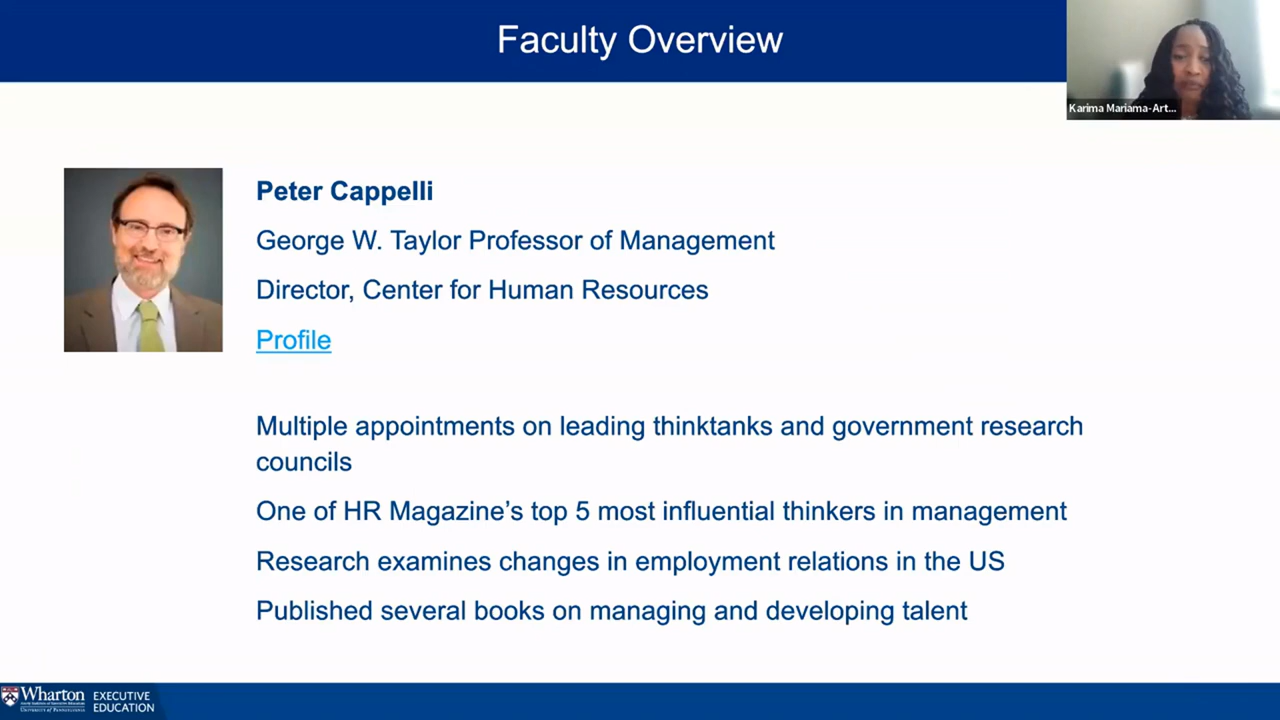 Faculty Overview
Karima Mariama-Art...
Peter Cappelli
George W. Taylor Professor of Management
Director, Center for Human Resources
Profile
Multiple appointments on leading thinktanks and government research
councils
One of HR Magazine’s top 5 most influential thinkers in management
Research examines changes in employment relations in the US
Published several books on managing and developing talent
Wharton
UNIVERSITY of PENNSYLVANIA
EXECUTIVE
EDUCATION